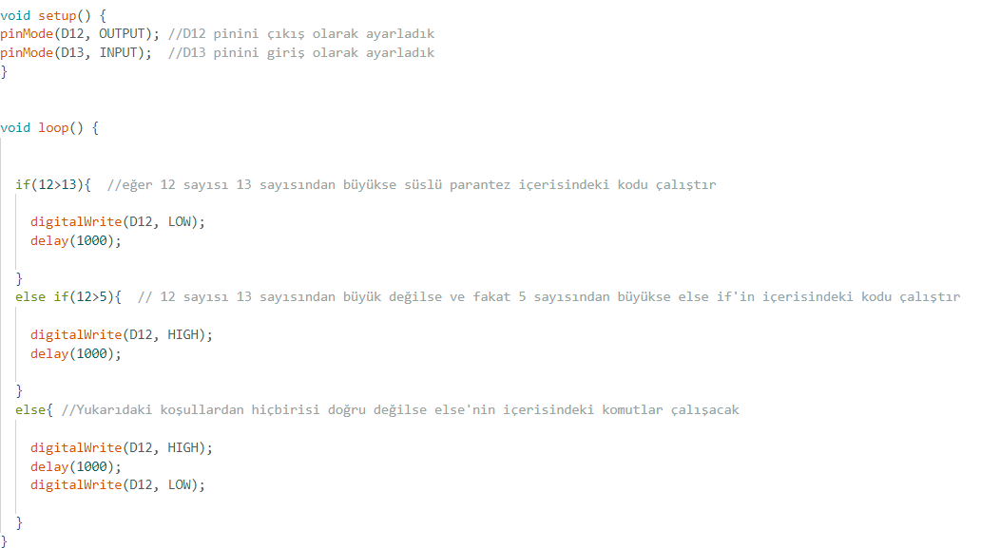 void setup() {
pinMode(D12, OUTPUT); //D12 pinini çıkış olarak ayarladık
pinMode(D13, INPUT);  //D13 pinini giriş olarak ayarladık
}
void loop() {
if(12>13){  //eğer 12 sayısı 13 sayısından büyükse süslü parantez içerisindeki kodu çalıştır
digitalWrite(D12, LOW);
delay(1000);
}
else if(12>5){  // 12 sayısı 13 sayısından büyük değilse ve fakat 5 sayısından büyükse else if'in içerisindeki kodu çalıştır
digitalWrite(D12, HIGH);
delay(1000);
}
else{ //Yukarıdaki koşullardan hiçbirisi doğru değilse else'nin içerisindeki komutlar çalışacak
digitalWrite(D12, HIGH);
delay(1000);
digitalWrite(D12, LOW);
}
}